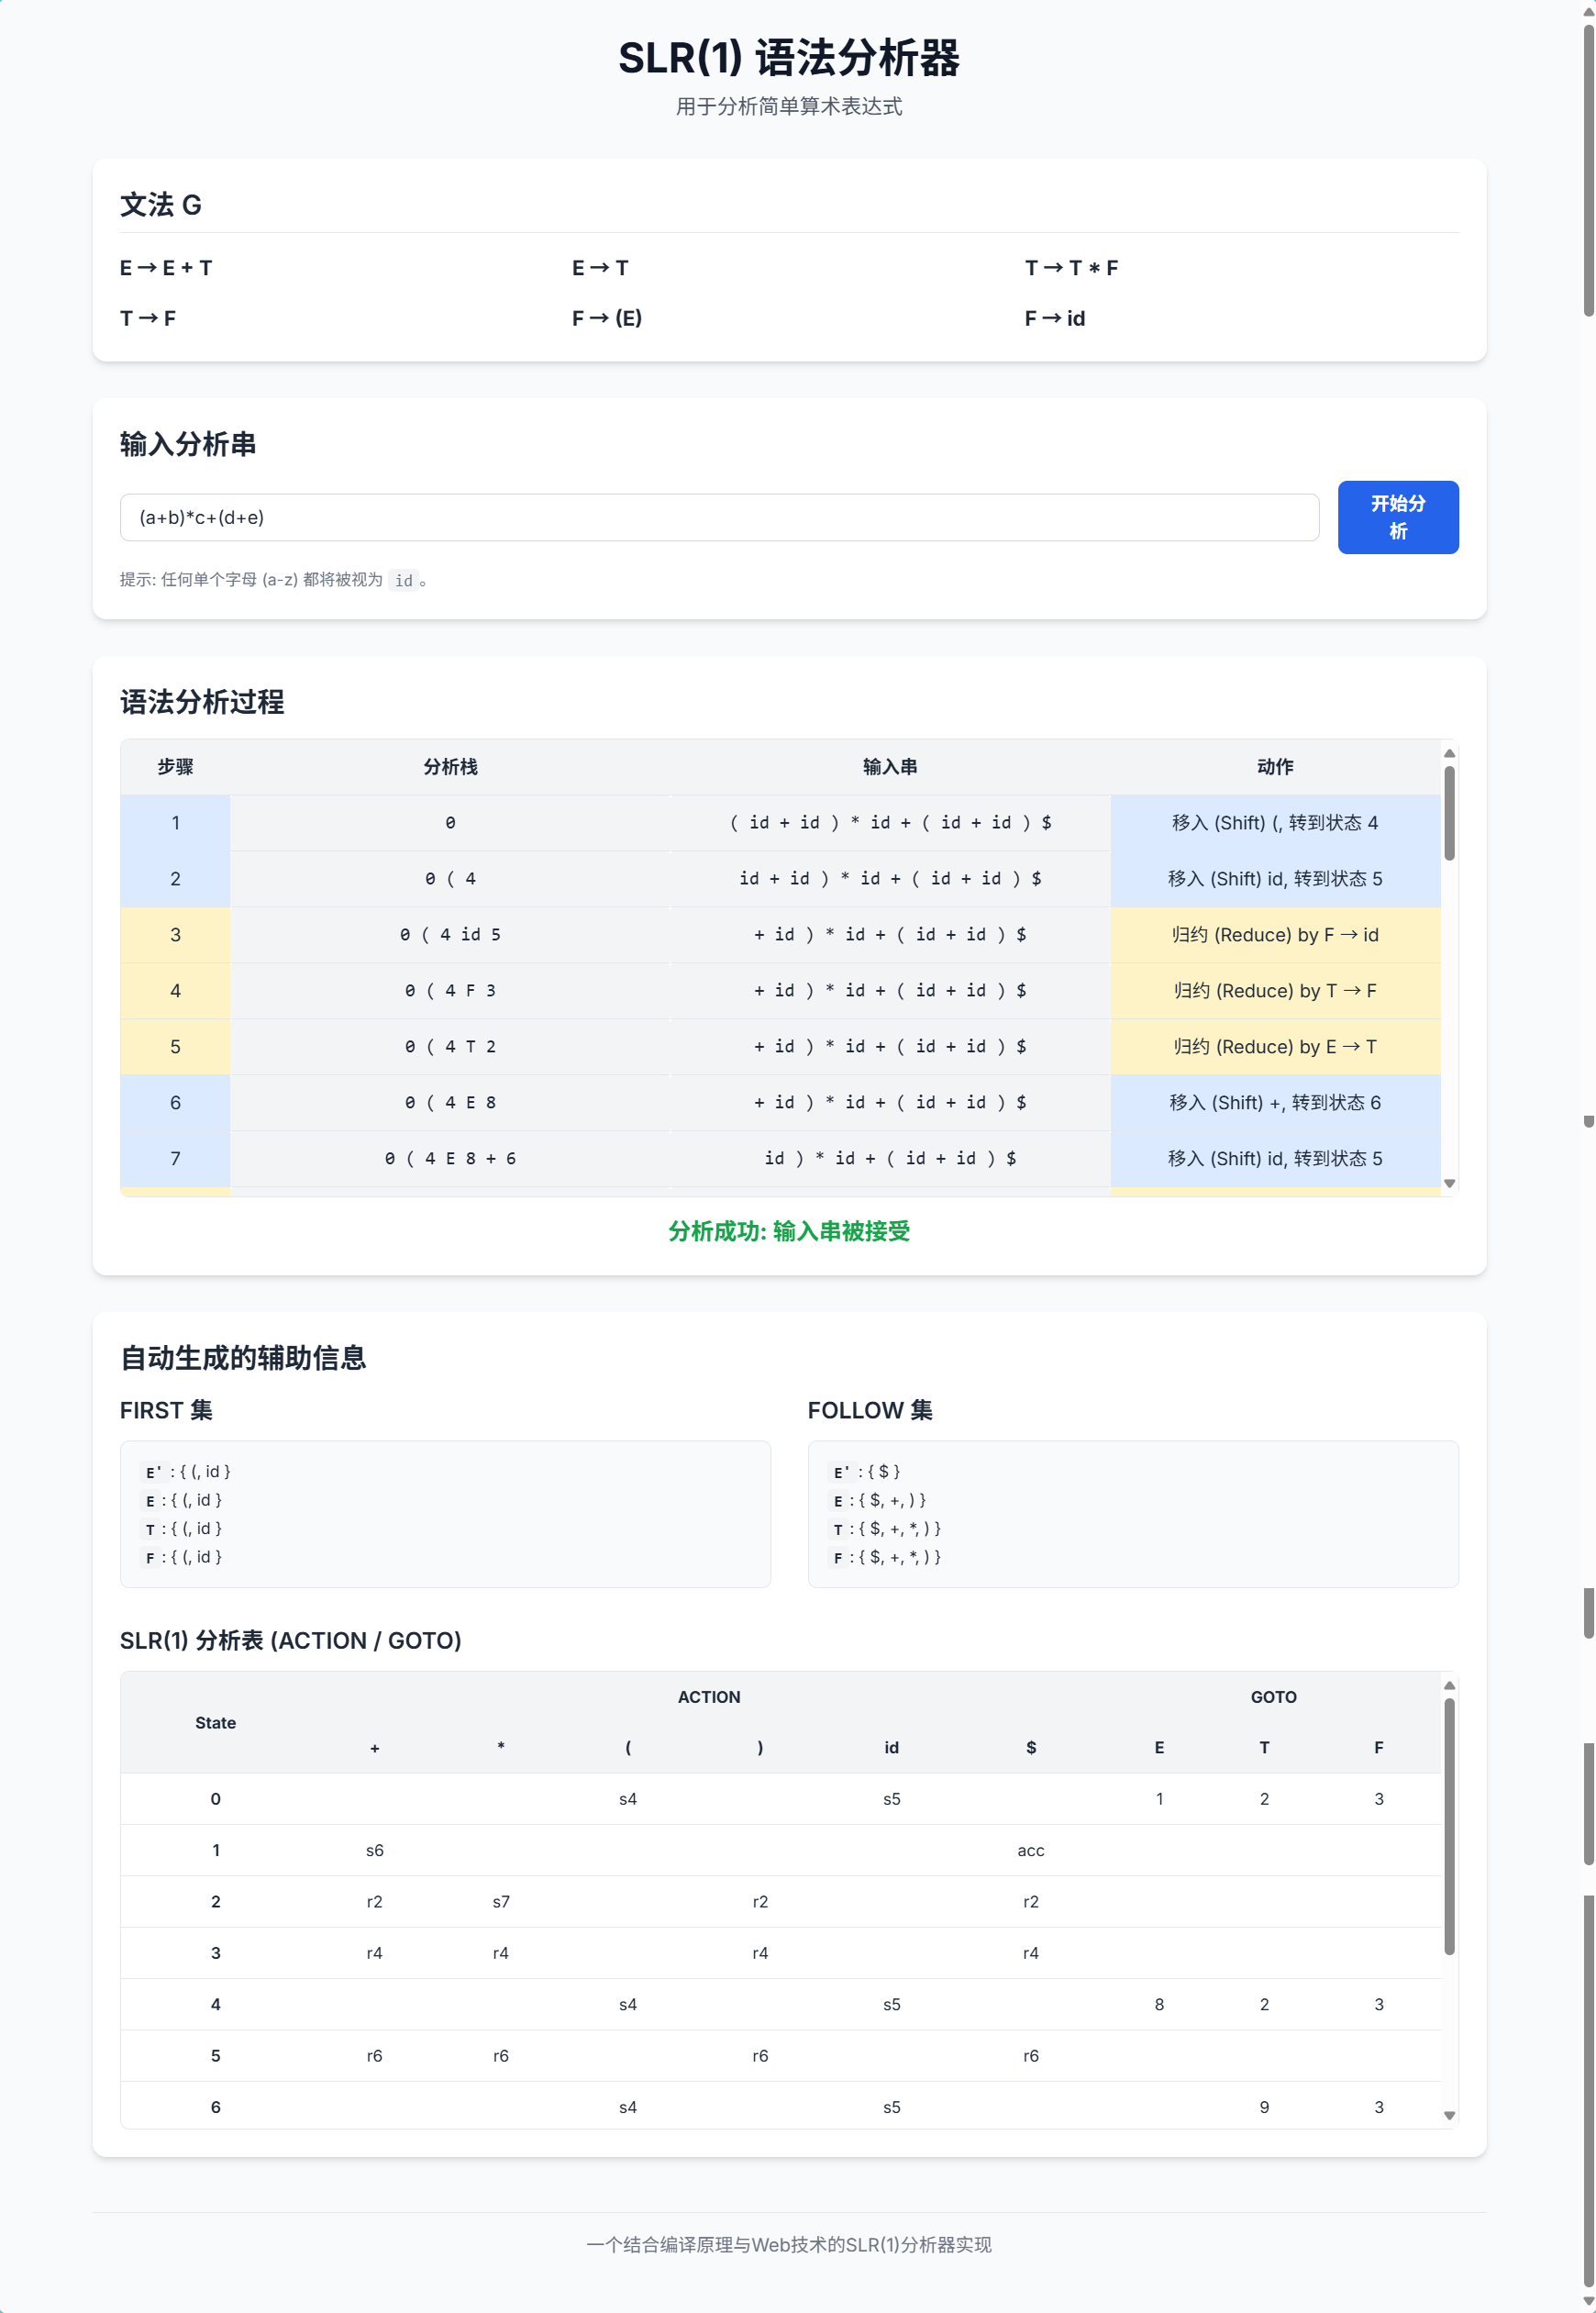 SLR(1) 语法分析器
用于分析简单算术表达式
文法 G
E → E + T E → T T → T * F
T → F F → (E) F → id
输入分析串
(a+b)*c+(d+e)
开始分
析
提示: 任何单个字母 (a-z) 都将被视为 id。
语法分析过程
步骤 分析栈 输入串 动作
1 0 ( id + id ) * id + ( id + id ) $ 移入 (Shift) (, 转到状态 4
2 0 ( 4 id + id ) * id + ( id + id ) $ 移入 (Shift) id, 转到状态 5
3 0 ( 4 id 5 + id ) * id + ( id + id ) $ 归约 (Reduce) by F → id
4 0 ( 4 F 3 + id ) * id + ( id + id ) $ 归约 (Reduce) by T → F
5 0 ( 4 T 2 + id ) * id + ( id + id ) $ 归约 (Reduce) by E → T
6 0 ( 4 E 8 + id ) * id + ( id + id ) $ 移入 (Shift) +, 转到状态 6
7 0 ( 4 E 8 + 6 id ) * id + ( id + id ) $ 移入 (Shift) id, 转到状态 5
分析成功: 输入串被接受
自动生成的辅助信息
FIRST 集
E' : { (, id }
E : { (, id }
T : { (, id }
F : { (, id }
FOLLOW 集
E' : { $ }
E : { $, +, ) }
T : { $, +, *, ) }
F : { $, +, *, ) }
SLR(1) 分析表 (ACTION / GOTO)
State ACTION GOTO
+ * ( ) id $ E T F
0 s4 s5 1 2 3
1 s6 acc
2 r2 s7 r2 r2
3 r4 r4 r4 r4
4 s4 s5 8 2 3
5 r6 r6 r6 r6
6 s4 s5 9 3
一个结合编译原理与Web技术的SLR(1)分析器实现